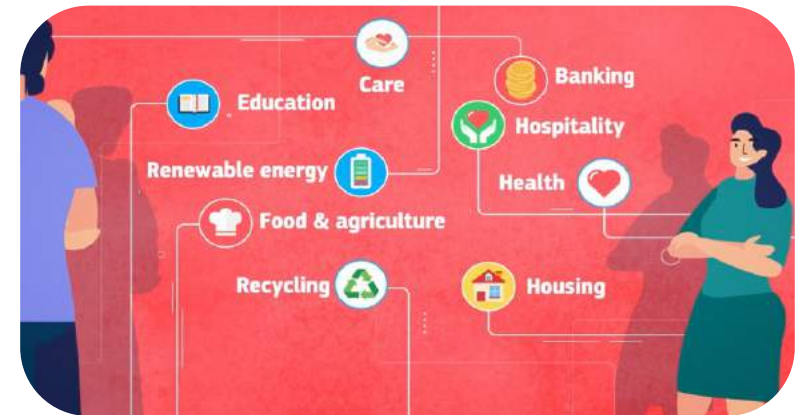 Care
Banking
Education
Hospitality
Renewable energy
Health
Food & agriculture
Recycling
Housing